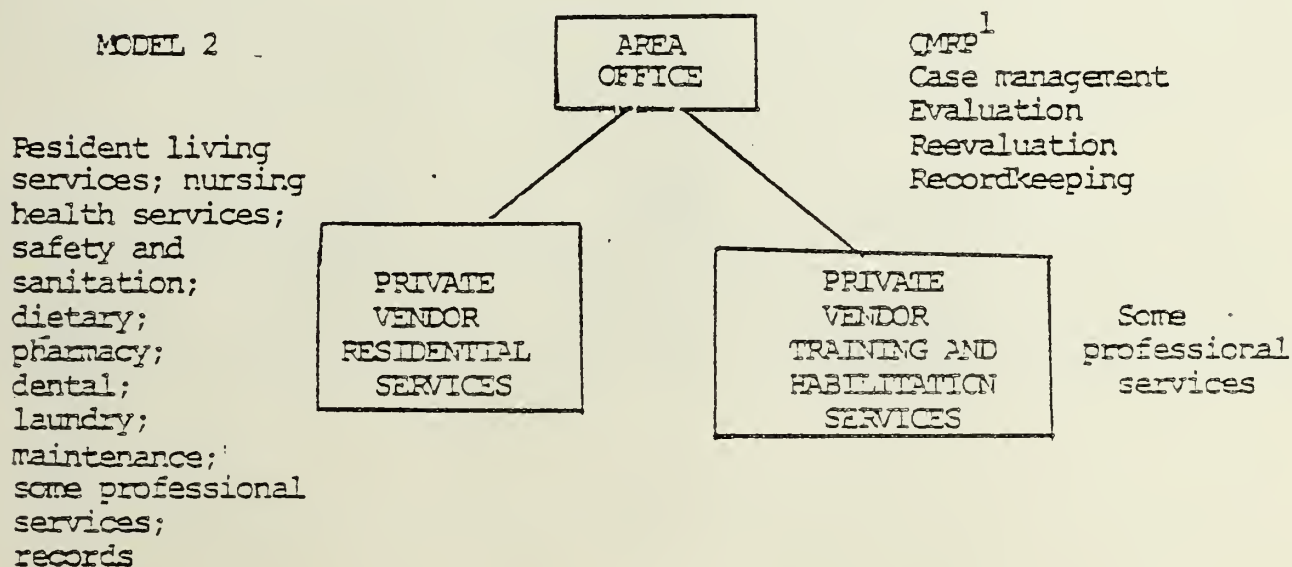 MODEL 2
AREA
OFFICE
QMRP1
Case management
Evaluation
Reevaluation
Recordkeeping
Resident living
services; nursing
health services;
safety and
sanitation;
dietary;
pharmacy;
dental;
laundry;
maintenance;
some professional
services;
records
PRIVATE
VENDOR
RESIDENTIAL
SERVICES
PRIVATE
VENDOR
TRAINING AND
HABILITATION
SERVICES
Some
professional
services